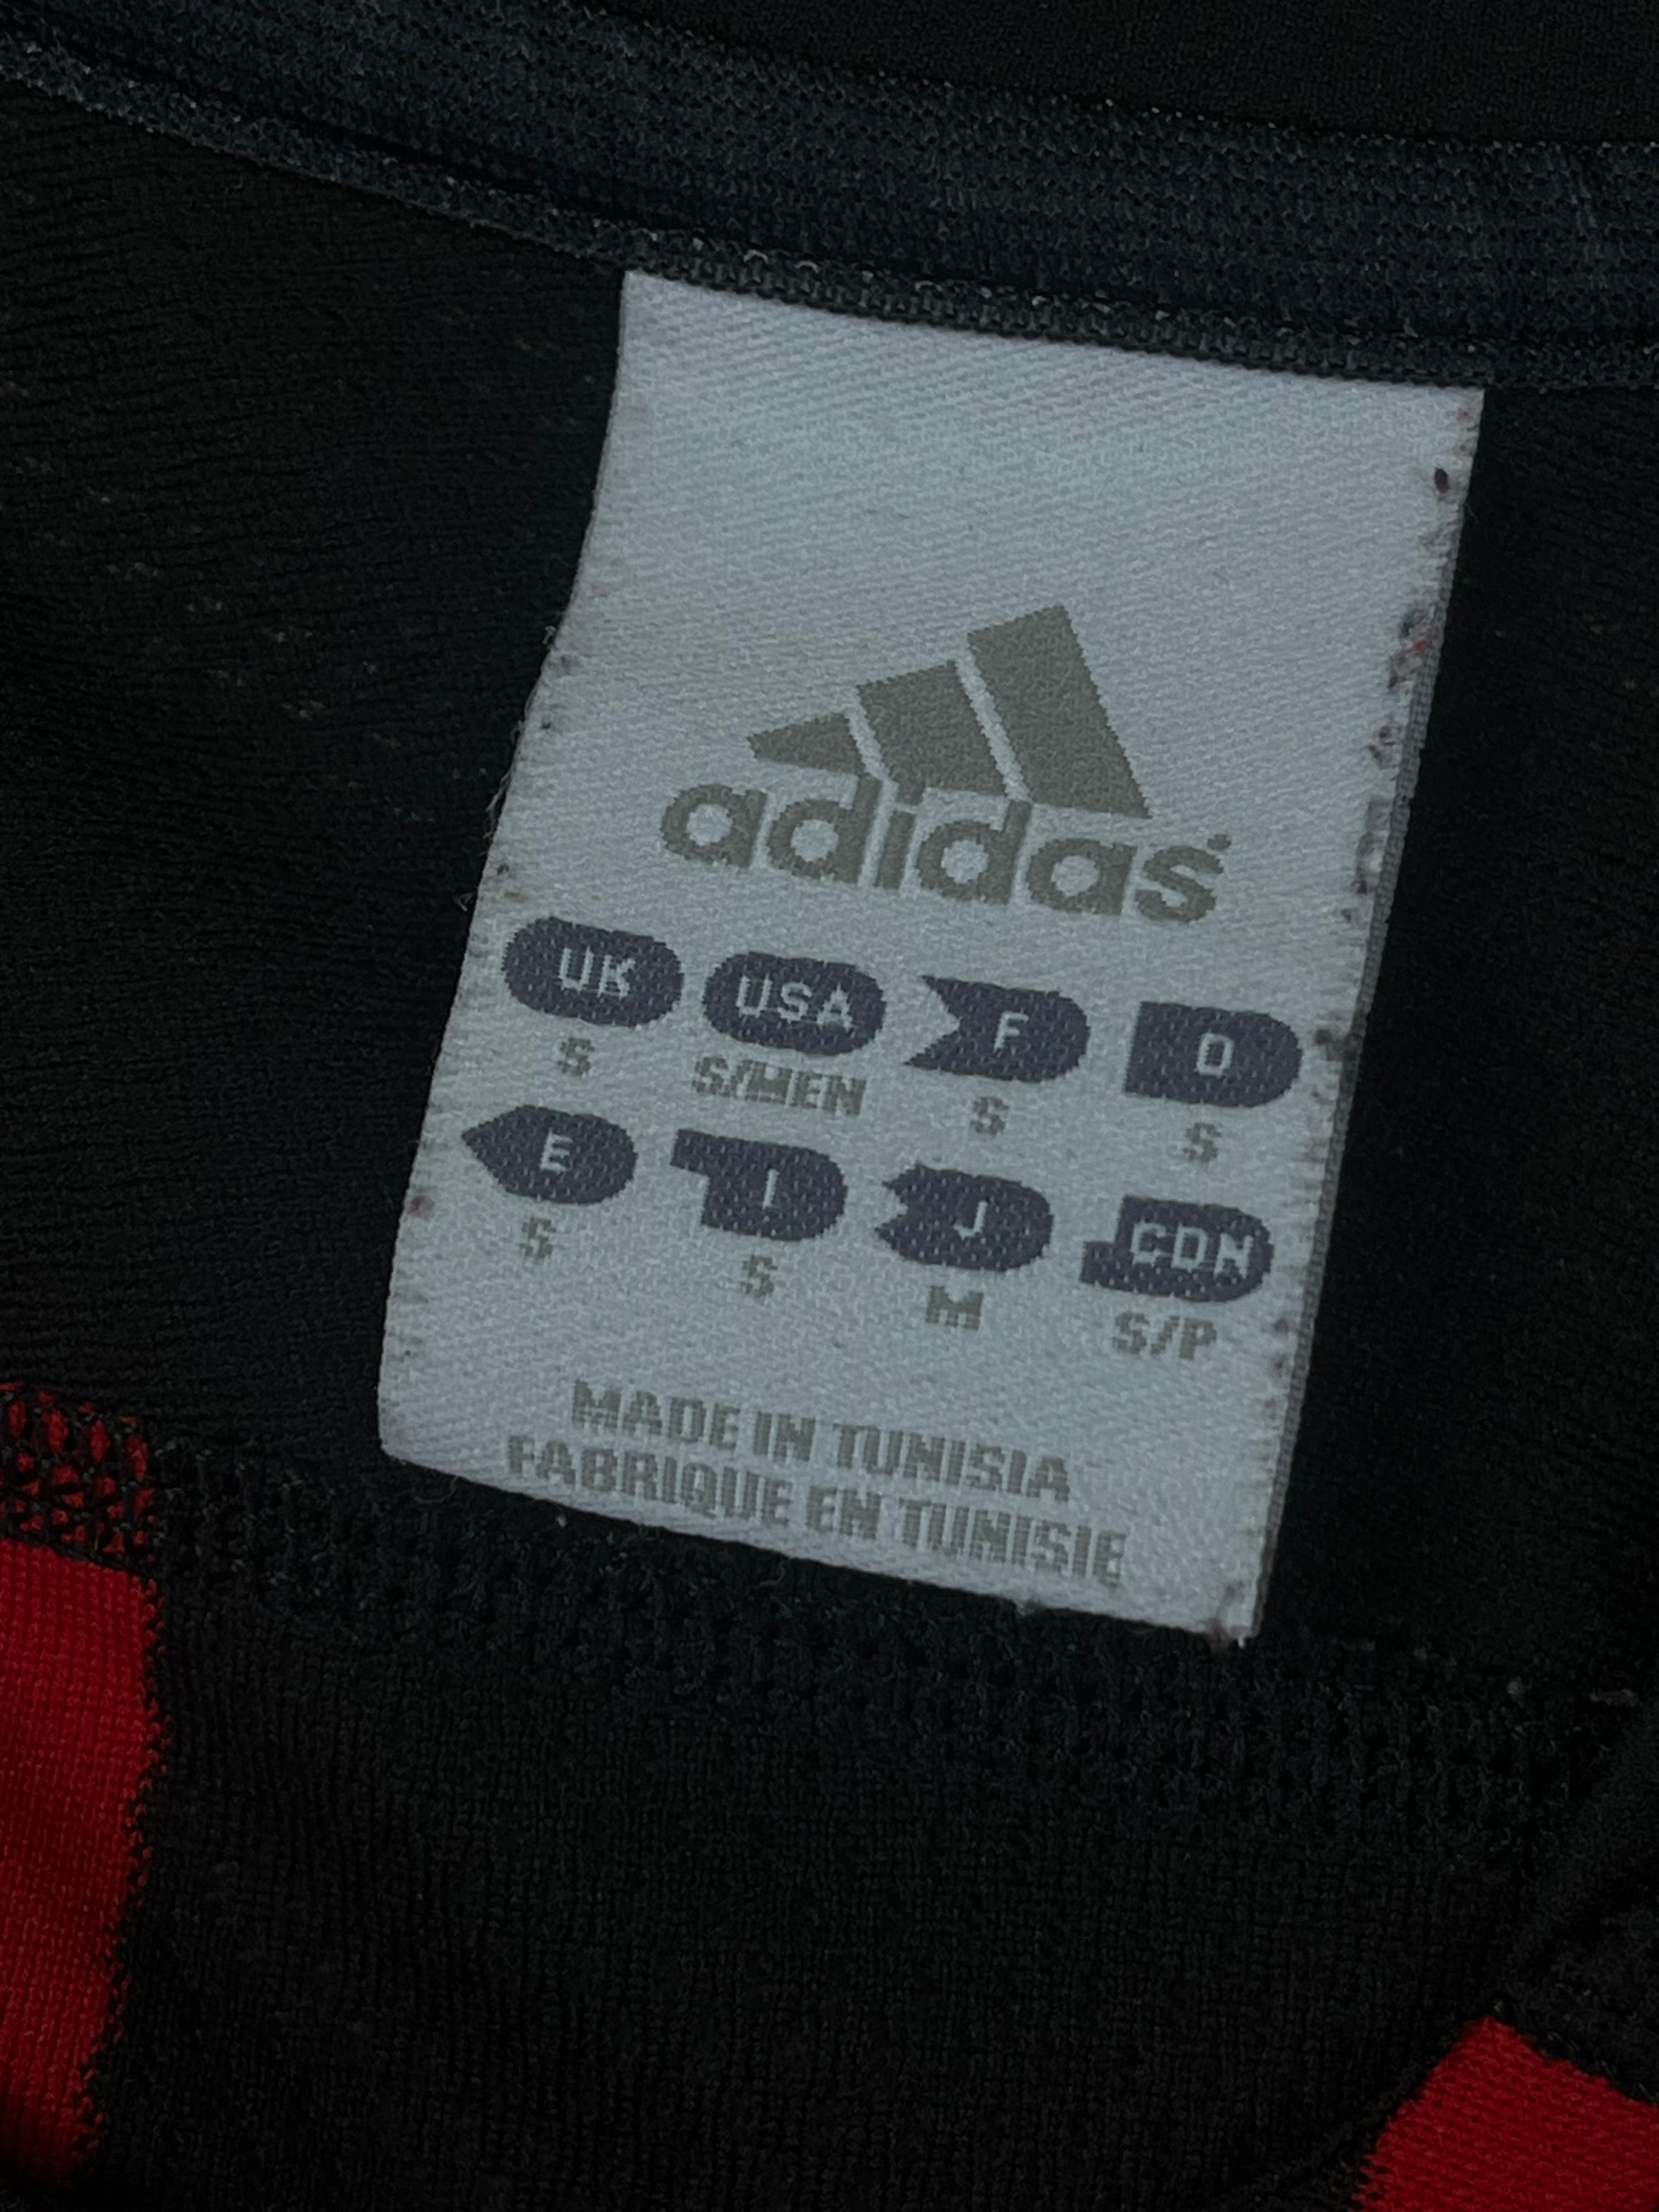 adidas
UK USA F D
S S/MEN S S
E I J CDN
S S M S/P
MADE IN TUNISIA
FABRIQUE EN TUNISIE